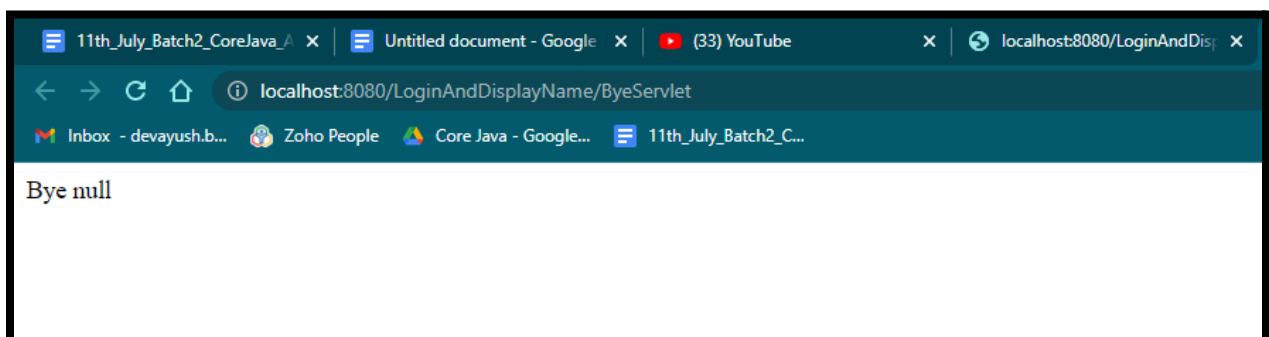 11th_July_Batch2_CoreJava_A
Untitled document - Google
(33) YouTube
localhost:8080/LoginAndDisp
localhost:8080/LoginAndDisplayName/ByeServlet
Inbox - devayush.b... Zoho People Core Java - Google... 11th_July_Batch2_C...
Bye null